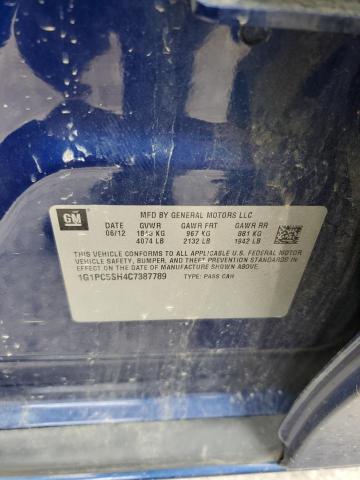 GM
MFD BY GENERAL MOTORS LLC
DATE GVWR GAWR FRT GAWR RR
06/12 1848 KG 967 KG 881 KG
4074 LB 2132 LB 1942 LB
THIS VEHICLE CONFORMS TO ALL APPLICABLE U.S. FEDERAL
VEHICLE SAFETY, BUMPER, AND THEFT PREVENTION STANDARDS IN
EFFECT ON THE DATE OF MANUFACTURE SHOWN ABOVE.
1G1PC5SH4C7387789 TYPE: PASS CAR